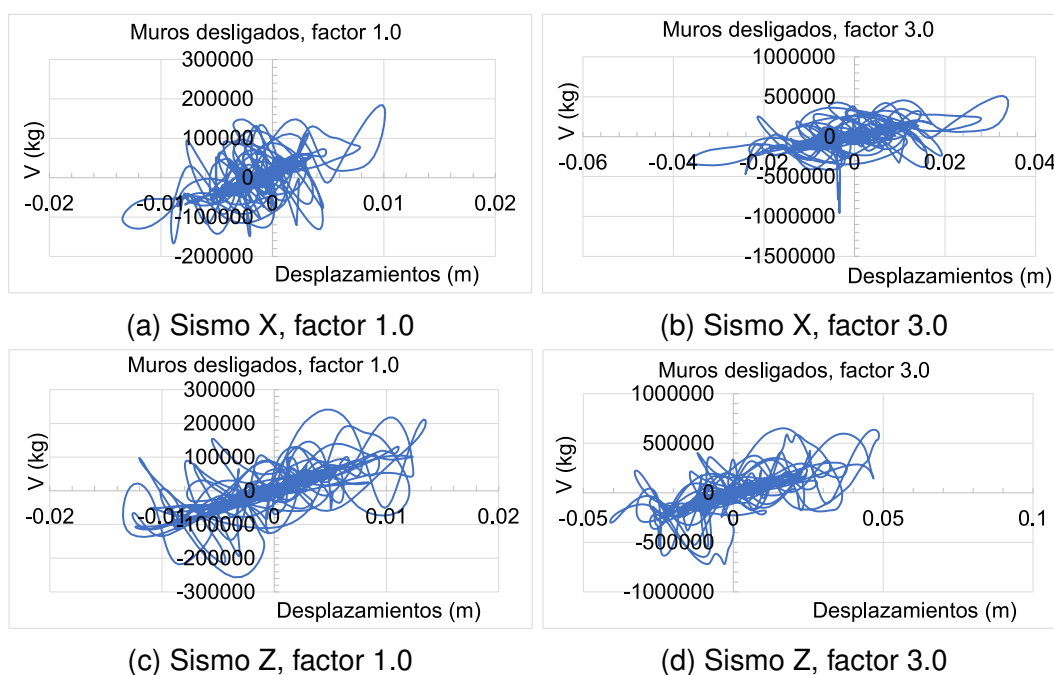 Muros desligados, factor 1.0
300000
200000
100000
0
-100000
-200000
-0.02
-0.01
0
0.01
0.02
V (kg)
Desplazamientos (m)
(a) Sismo X, factor 1.0
Muros desligados, factor 3.0
1000000
500000
0
-500000
-1000000
-1500000
-0.06
-0.04
-0.02
0
0.02
0.04
V (kg)
Desplazamientos (m)
(b) Sismo X, factor 3.0
Muros desligados, factor 1.0
300000
200000
100000
0
-100000
-200000
-300000
-0.02
-0.01
0
0.01
0.02
V (kg)
Desplazamientos (m)
(c) Sismo Z, factor 1.0
Muros desligados, factor 3.0
1000000
500000
0
-500000
-1000000
-0.05
0
0.05
0.1
V (kg)
Desplazamientos (m)
(d) Sismo Z, factor 3.0